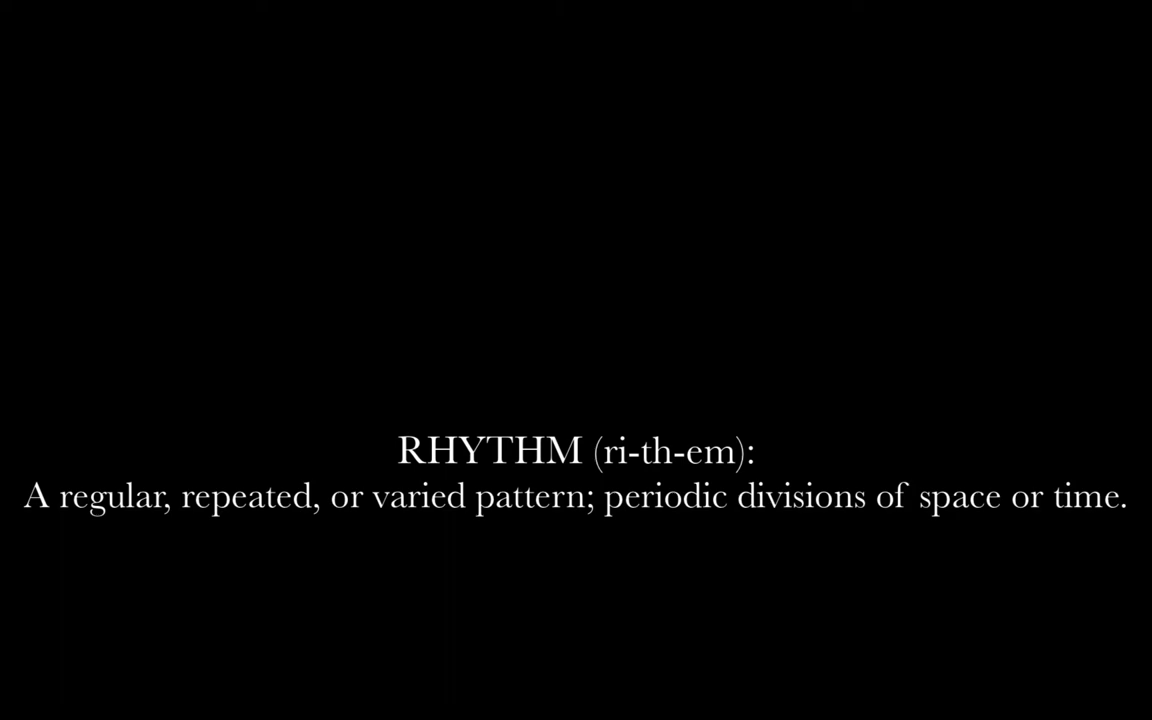 RHYTHM (ri-th-em):
A regular, repeated, or varied pattern; periodic divisions of space or time.